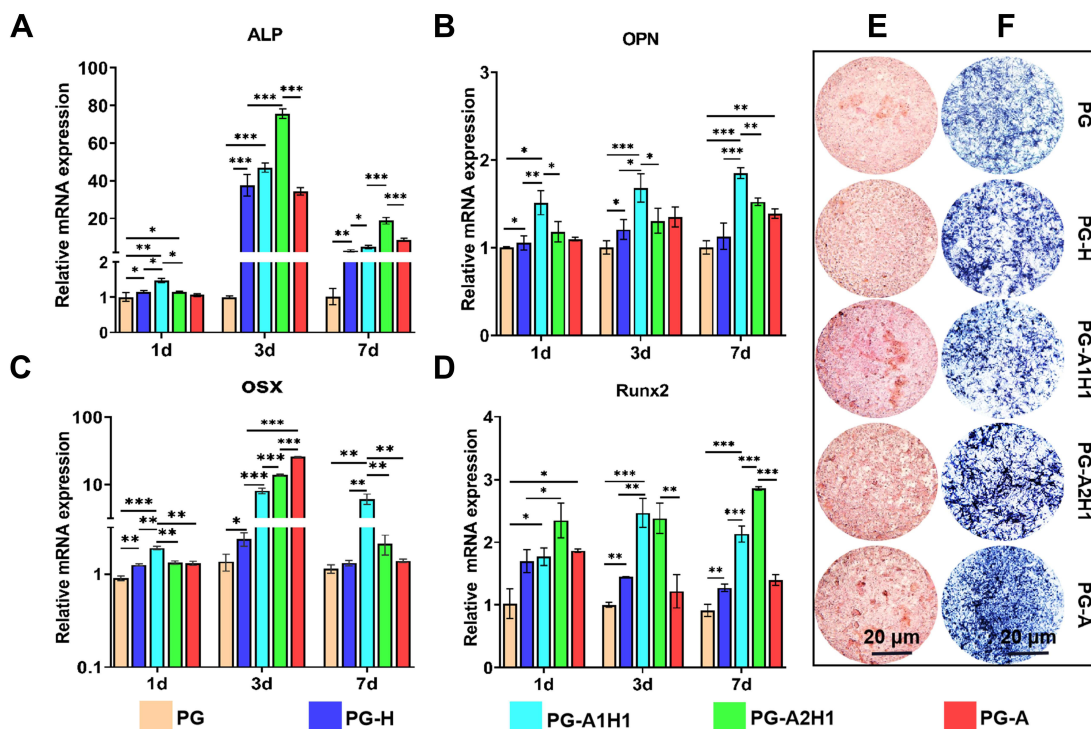 A
ALP
Relative mRNA expression
100
80
60
40
20
2
1
0
*
**
*
*
*
***
***
***
***
**
*
***
***
1d
3d
7d
B
OPN
Relative mRNA expression
3
2
1
0
*
**
*
*
***
*
*
*
**
***
**
***
1d
3d
7d
C
OSX
Relative mRNA expression
100
10
1
0.1
***
**
**
**
**
***
***
***
***
*
**
**
**
**
1d
3d
7d
D
Runx2
Relative mRNA expression
4
3
2
1
0
*
*
*
***
**
**
**
***
***
***
**
1d
3d
7d
E
F
PG
PG-H
PG-A1H1
PG-A2H1
PG-A
20 μm
20 μm
PG
PG-H
PG-A1H1
PG-A2H1
PG-A